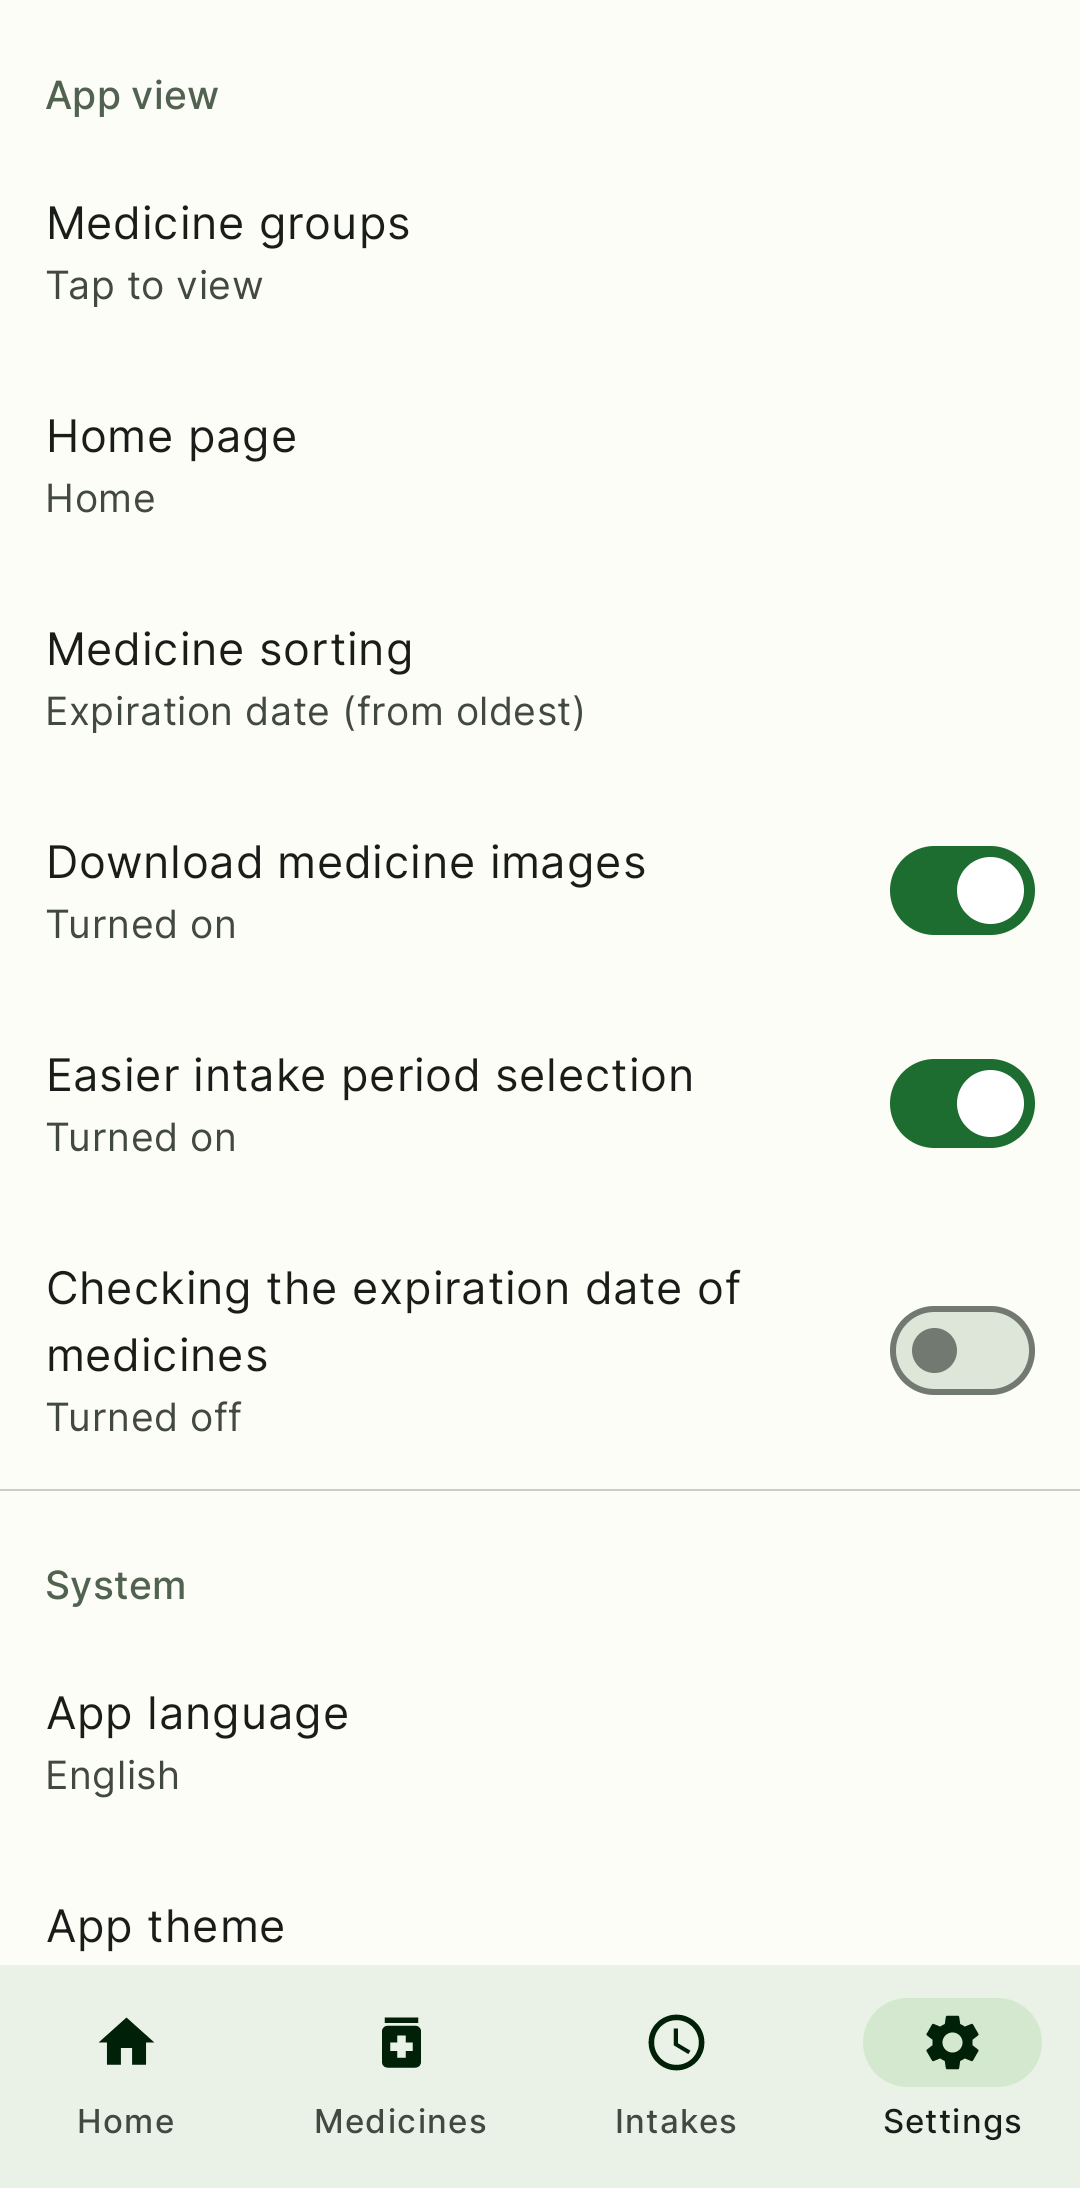 App view
Medicine groups
Tap to view
Home page
Home
Medicine sorting
Expiration date (from oldest)
Download medicine images
Turned on
Easier intake period selection
Turned on
Checking the expiration date of
medicines
Turned off
System
App language
English
App theme
Home
Medicines
Intakes
Settings